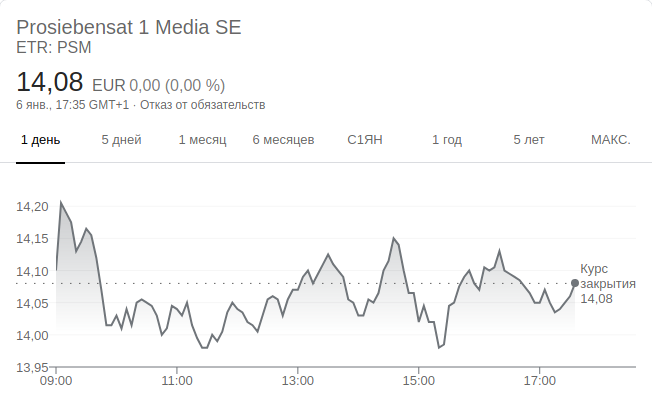 Prosiebensat 1 Media SE
ETR: PSM
14,08 EUR 0,00 (0,00 %)
6 янв., 17:35 GMT+1 · Отказ от обязательств
1 день 5 дней 1 месяц 6 месяцев С1ЯН 1 год 5 лет МАКС.
14,20
14,15
14,10
14,05
14,00
13,95
Курс
закрытия
14,08
09:00 11:00 13:00 15:00 17:00